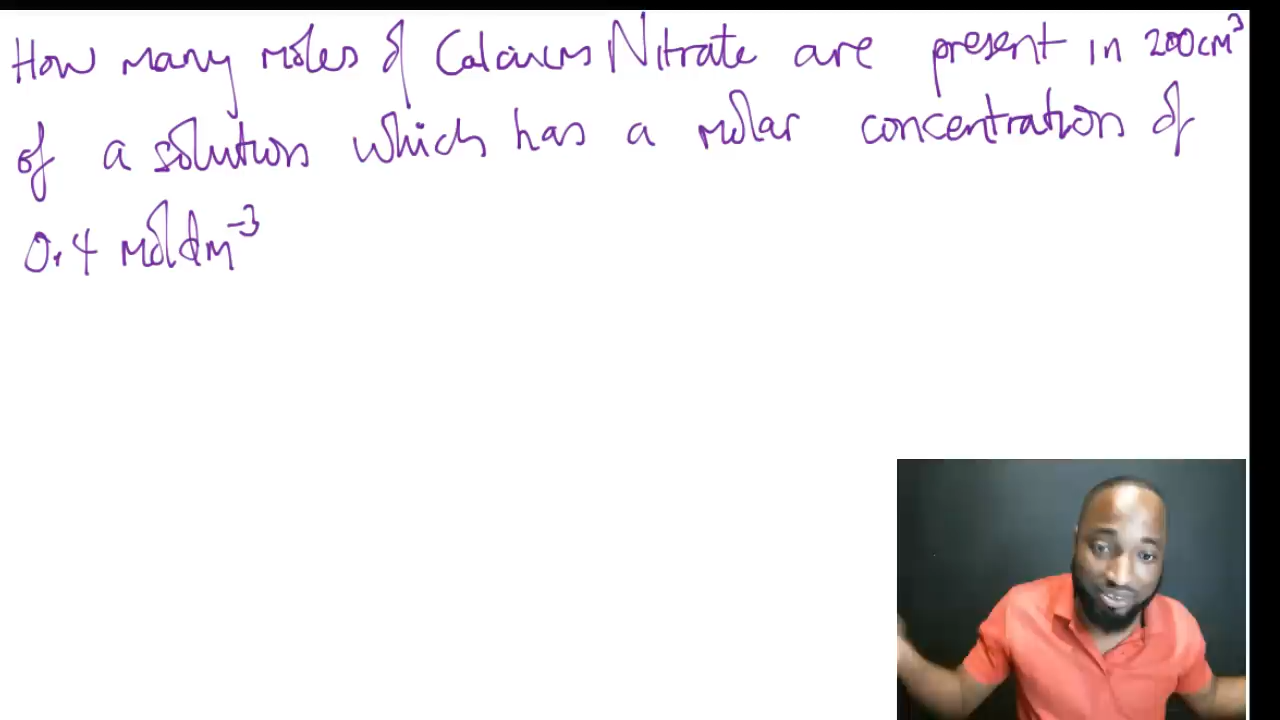 How many moles of Calcium Nitrate are present in 200cm³
of a solution which has a molar concentration of
0.4 moldm⁻³